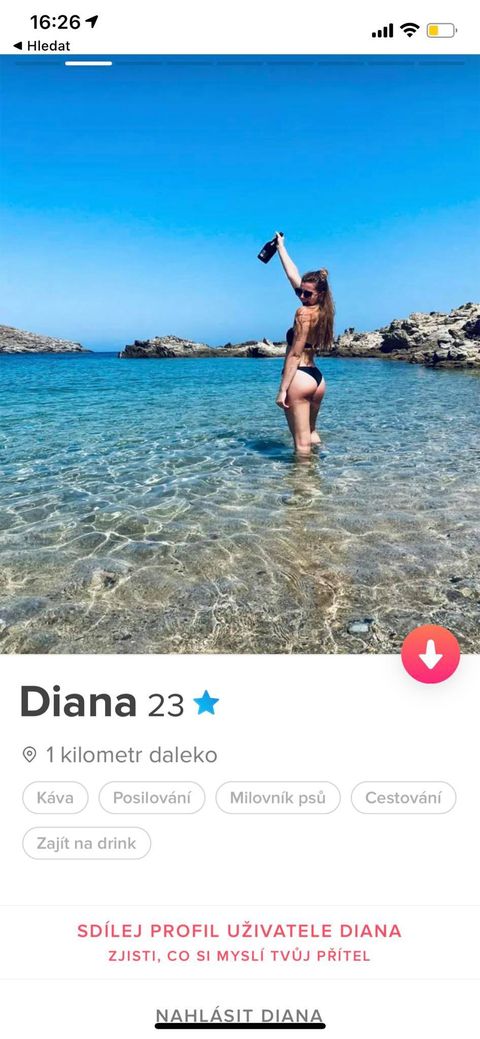 16:26
◀ Hledat
Diana 23
1 kilometr daleko
Káva
Posilování
Milovník psů
Cestování
Zajít na drink
SDÍLEJ PROFIL UŽIVATELE DIANA
ZJISTI, CO SI MYSLÍ TVŮJ PŘÍTEL
NAHLÁSIT DIANA